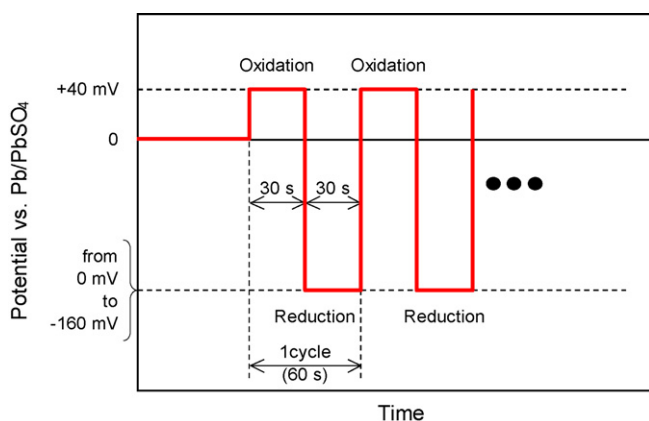 Potential vs. Pb/PbSO₄
+40 mV
0
from
0 mV
to
-160 mV
Oxidation
Oxidation
30 s
30 s
Reduction
Reduction
1cycle
(60 s)
Time